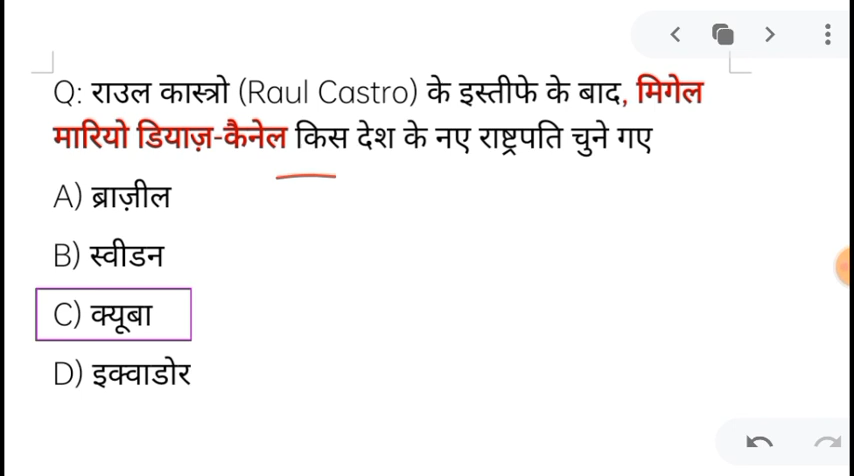 Q: राउल कास्त्रो (Raul Castro) के इस्तीफे के बाद, मिगेल
मारियो डियाज़-कैनेल किस देश के नए राष्ट्रपति चुने गए
A) ब्राज़ील
B) स्वीडन
C) क्यूबा
D) इक्वाडोर